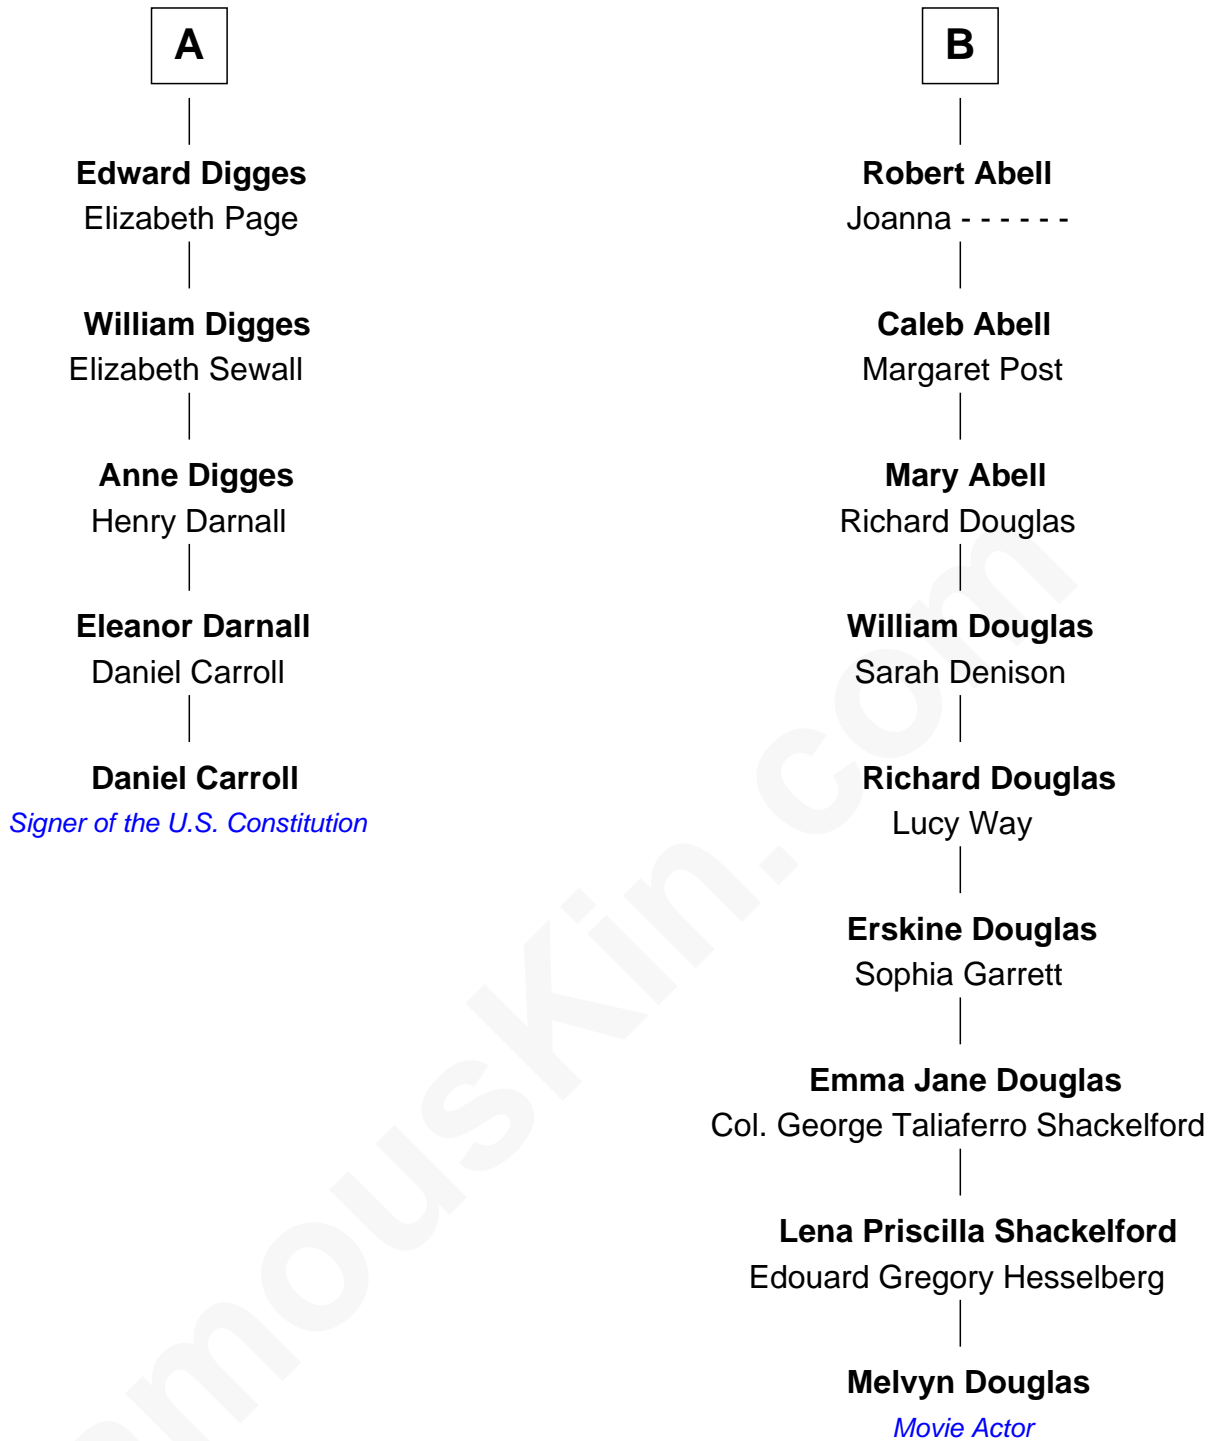 A
Edward Digges
Elizabeth Page
William Digges
Elizabeth Sewall
Anne Digges
Henry Darnall
Eleanor Darnall
Daniel Carroll
Daniel Carroll
Signer of the U.S. Constitution
B
Robert Abell
Joanna - - - - - -
Caleb Abell
Margaret Post
Mary Abell
Richard Douglas
William Douglas
Sarah Denison
Richard Douglas
Lucy Way
Erskine Douglas
Sophia Garrett
Emma Jane Douglas
Col. George Taliaferro Shackelford
Lena Priscilla Shackelford
Edouard Gregory Hesselberg
Melvyn Douglas
Movie Actor
amouskin.com